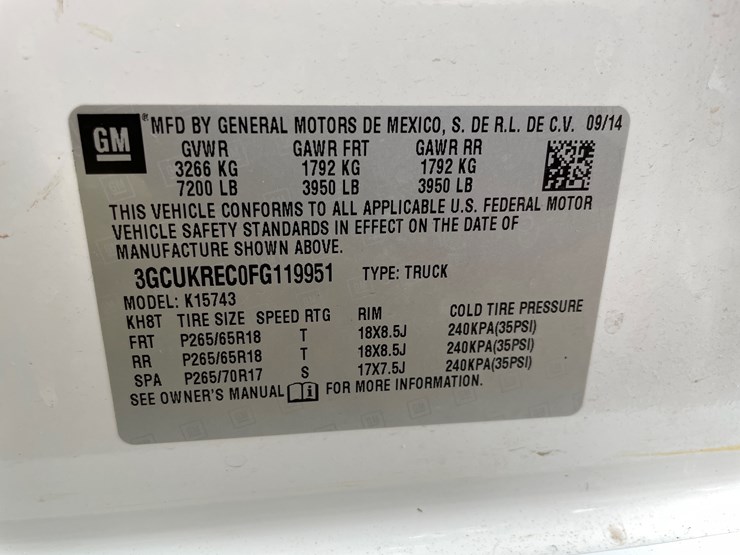 GM ® MFD BY GENERAL MOTORS DE MEXICO, S. DE R.L. DE C.V. 09/14
GVWR GAWR FRT GAWR RR
3266 KG 1792 KG 1792 KG
7200 LB 3950 LB 3950 LB
THIS VEHICLE CONFORMS TO ALL APPLICABLE U.S. FEDERAL MOTOR
VEHICLE SAFETY STANDARDS IN EFFECT ON THE DATE OF
MANUFACTURE SHOWN ABOVE.
3GCUKREC0FG119951 TYPE: TRUCK
MODEL: K15743
KH8T TIRE SIZE SPEED RTG RIM COLD TIRE PRESSURE
FRT P265/65R18 T 18X8.5J 240KPA(35PSI)
RR P265/65R18 T 18X8.5J 240KPA(35PSI)
SPA P265/70R17 S 17X7.5J 240KPA(35PSI)
SEE OWNER'S MANUAL FOR MORE INFORMATION.